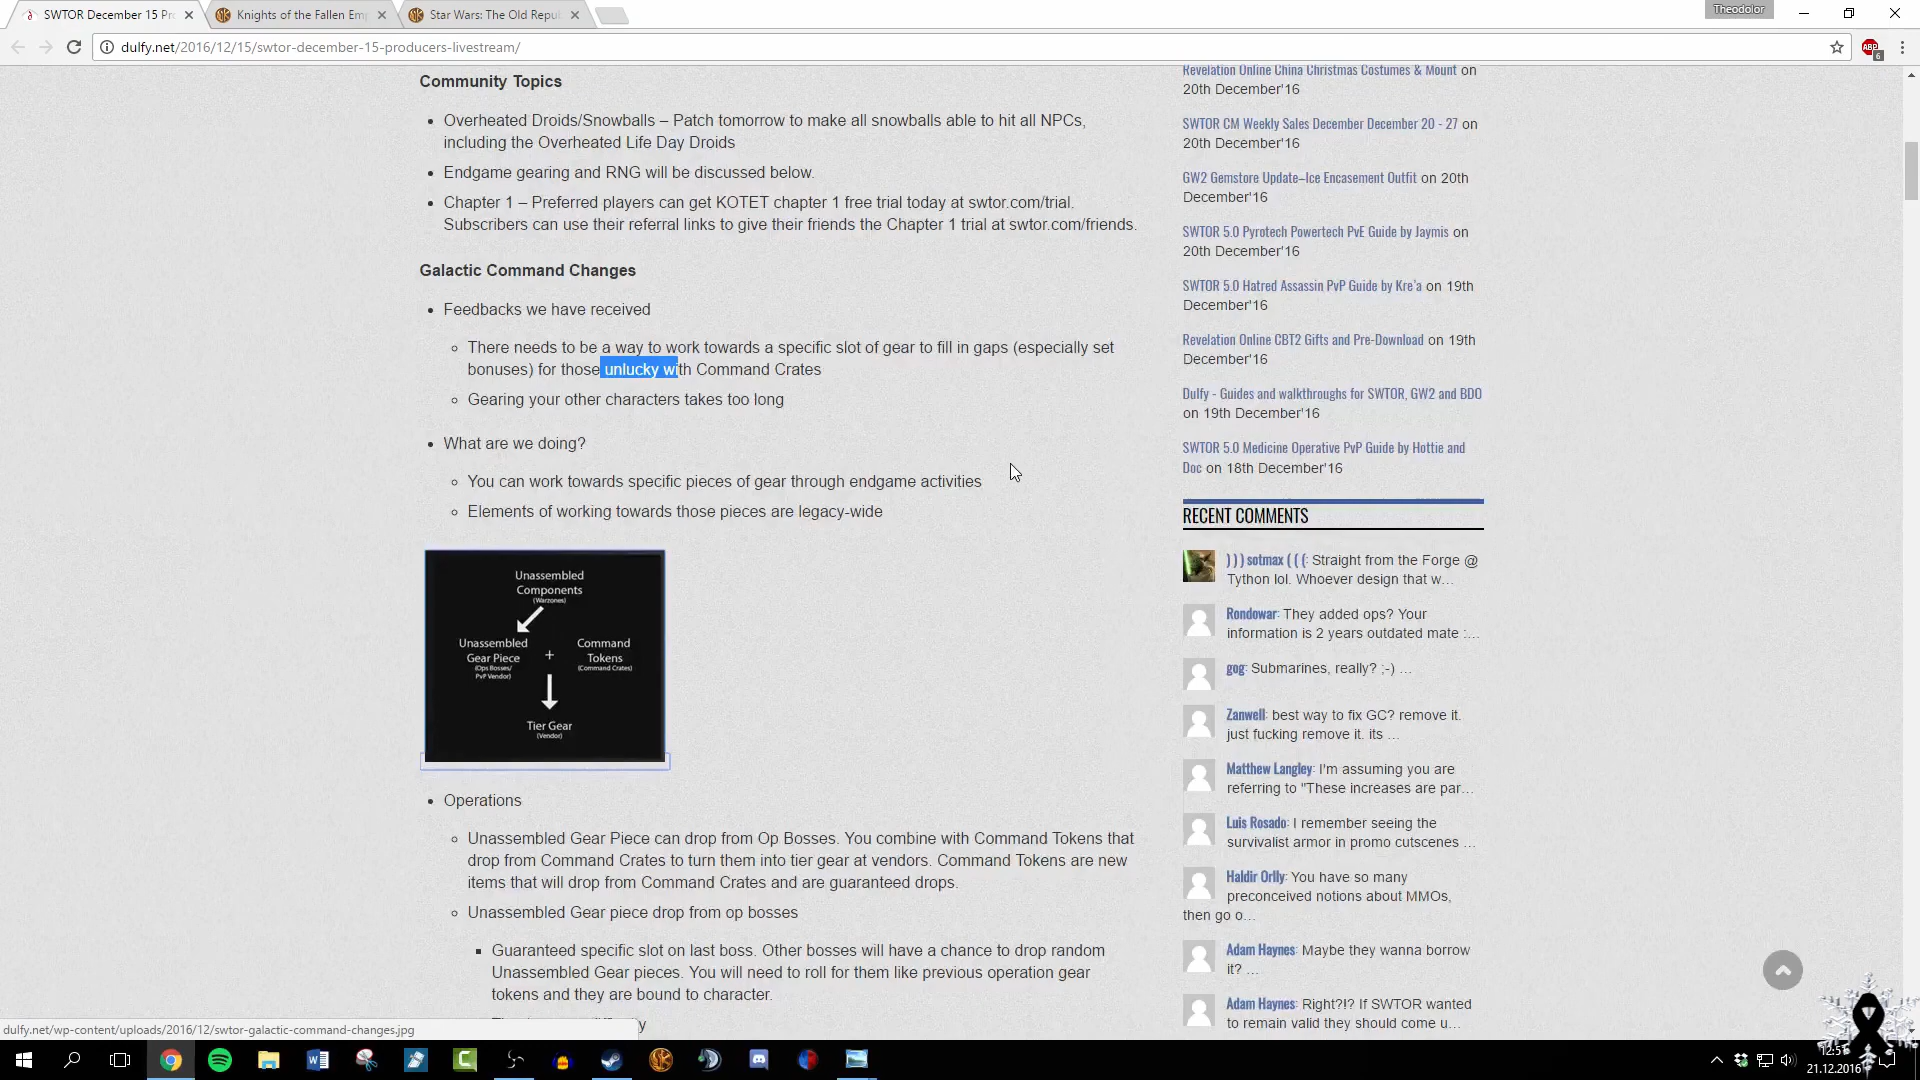 SWTOR December 15 Pr
Knights of the Fallen Emp
Star Wars: The Old Repu
Theodolor
dulfy.net/2016/12/15/swtor-december-15-producers-livestream/
ABP
6
Community Topics
Overheated Droids/Snowballs – Patch tomorrow to make all snowballs able to hit all NPCs,
including the Overheated Life Day Droids
Endgame gearing and RNG will be discussed below.
Chapter 1 – Preferred players can get KOTET chapter 1 free trial today at swtor.com/trial.
Subscribers can use their referral links to give their friends the Chapter 1 trial at swtor.com/friends.
Galactic Command Changes
Feedbacks we have received
There needs to be a way to work towards a specific slot of gear to fill in gaps (especially set
bonuses) for those unlucky with Command Crates
Gearing your other characters takes too long
What are we doing?
You can work towards specific pieces of gear through endgame activities
Elements of working towards those pieces are legacy-wide
Unassembled
Components
(Warzones)
Unassembled
Gear Piece
(Ops Bosses/
PvP Vendor)
+
Command
Tokens
(Command Crates)
Tier Gear
(Vendor)
Operations
Unassembled Gear Piece can drop from Op Bosses. You combine with Command Tokens that
drop from Command Crates to turn them into tier gear at vendors. Command Tokens are new
items that will drop from Command Crates and are guaranteed drops.
Unassembled Gear piece drop from op bosses
Guaranteed specific slot on last boss. Other bosses will have a chance to drop random
Unassembled Gear pieces. You will need to roll for them like previous operation gear
tokens and they are bound to character.
Revelation Online China Christmas Costumes & Mount on
20th December'16
SWTOR CM Weekly Sales December December 20 - 27 on
20th December'16
GW2 Gemstore Update–Ice Encasement Outfit on 20th
December'16
SWTOR 5.0 Pyrotech Powertech PvE Guide by Jaymis on
20th December'16
SWTOR 5.0 Hatred Assassin PvP Guide by Kre'a on 19th
December'16
Revelation Online CBT2 Gifts and Pre-Download on 19th
December'16
Dulfy - Guides and walkthroughs for SWTOR, GW2 and BDO
on 19th December'16
SWTOR 5.0 Medicine Operative PvP Guide by Hottie and
Doc on 18th December'16
RECENT COMMENTS
) ) ) sotmax ( ( (: Straight from the Forge @
Tython lol. Whoever design that w…
Rondowar: They added ops? Your
information is 2 years outdated mate :…
gog: Submarines, really? ;-) …
Zanwell: best way to fix GC? remove it.
just fucking remove it. its …
Matthew Langley: I'm assuming you are
referring to "These increases are par…
Luis Rosado: I remember seeing the
survivalist armor in promo cutscenes …
Haldir Orlly: You have so many
preconceived notions about MMOs,
then go o…
Adam Haynes: Maybe they wanna borrow
it? …
Adam Haynes: Right?!? If SWTOR wanted
to remain valid they should come u…
dulfy.net/wp-content/uploads/2016/12/swtor-galactic-command-changes.jpg
21.12.2016